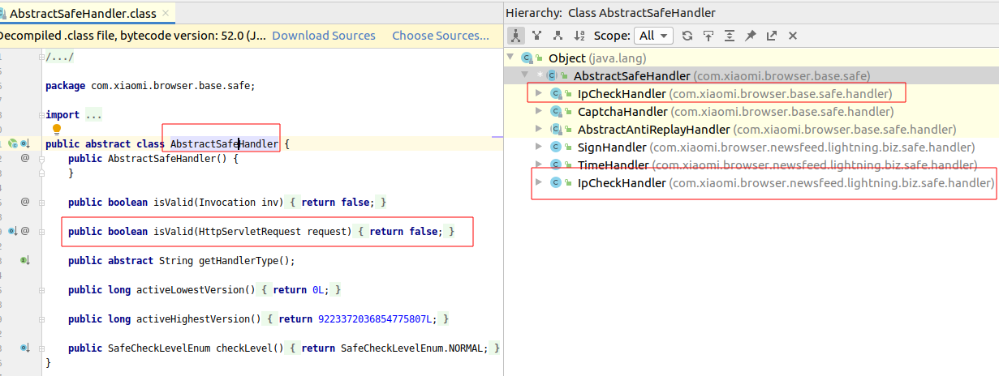 AbstractSafeHandler.class
Decompiled .class file, bytecode version: 52.0 (J... Download Sources Choose Sources...
/.../
package com.xiaomi.browser.base.safe;
import ...
public abstract class AbstractSafeHandler {
public AbstractSafeHandler() {
}
public boolean isValid(Invocation inv) { return false; }
public boolean isValid(HttpServletRequest request) { return false; }
public abstract String getHandlerType();
public long activeLowestVersion() { return 0L; }
public long activeHighestVersion() { return 9223372036854775807L; }
public SafeCheckLevelEnum checkLevel() { return SafeCheckLevelEnum.NORMAL; }
}
Hierarchy: Class AbstractSafeHandler
Scope: All
Object (java.lang)
* AbstractSafeHandler (com.xiaomi.browser.base.safe)
IpCheckHandler (com.xiaomi.browser.base.safe.handler)
CaptchaHandler (com.xiaomi.browser.base.safe.handler)
AbstractAntiReplayHandler (com.xiaomi.browser.base.safe.handler)
SignHandler (com.xiaomi.browser.newsfeed.lightning.biz.safe.handler)
TimeHandler (com.xiaomi.browser.newsfeed.lightning.biz.safe.handler)
IpCheckHandler (com.xiaomi.browser.newsfeed.lightning.biz.safe.handler)